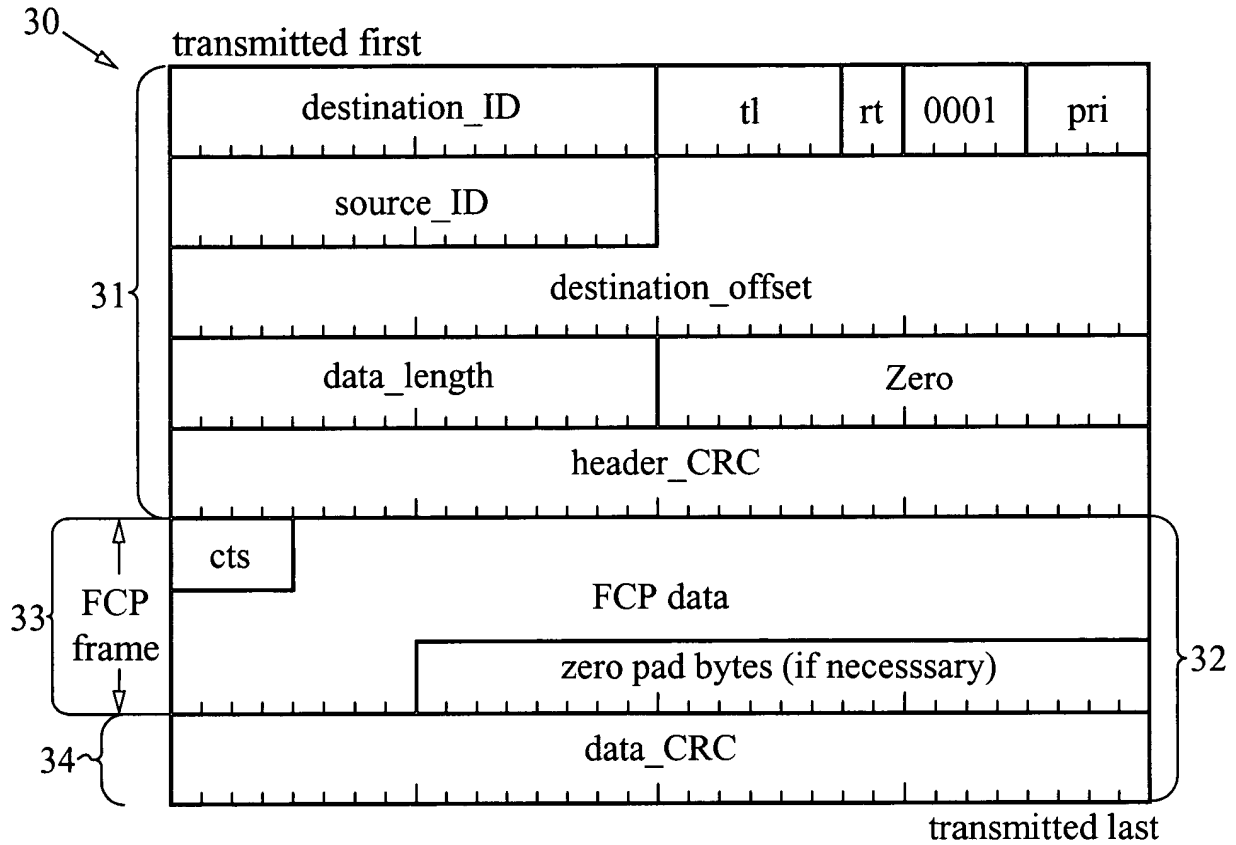 30
transmitted first
destination_ID tl rt 0001 pri
source_ID
31
destination_offset
data_length Zero
header_CRC
cts
33 FCP frame
FCP data
zero pad bytes (if necesssary)
32
34
data_CRC
transmitted last